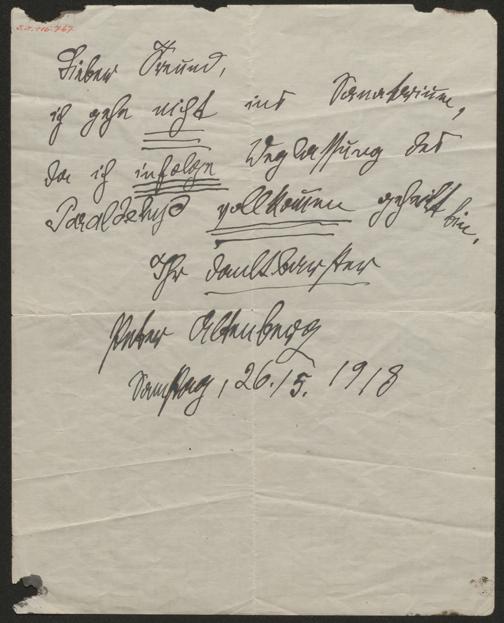 Lieber Freund,
ich gehe nicht ins Sanatorium,
da ich infolge Weglassung des
Paraldehyd vollkommen geheilt bin.
Ihr dankbarster
Peter Altenberg
Samstag, 26./5. 1918